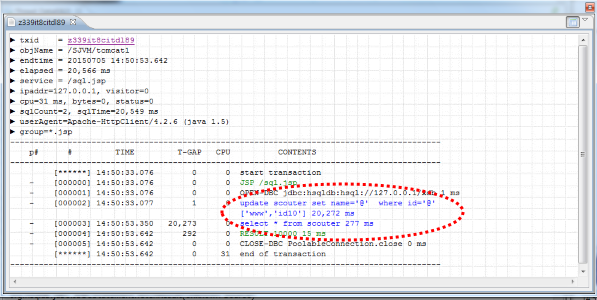 z339it8citdl89
▶ txid = z339it8citdl89
▶ objName = /SJVM/tomcat1
▶ endtime = 20150705 14:50:53.642
▶ elapsed = 20,566 ms
▶ service = /sql.jsp
▶ ipaddr=127.0.0.1, visitor=0
▶ cpu=31 ms, bytes=0, status=0
▶ sqlCount=2, sqlTime=20,549 ms
▶ userAgent=Apache-HttpClient/4.2.6 (java 1.5)
▶ group=*.jsp
p# # TIME T-GAP CPU CONTENTS
[******] 14:50:33.076 0 0 start transaction
- [000000] 14:50:33.076 0 0 JSP /sql.jsp
- [000001] 14:50:33.076 0 0 OPEN-DBC jdbc:hsqldb:hsql://127.0.0.1/xdb 1 ms
- [000002] 14:50:33.077 1 0 update scouter set name='@' where id='@'
['www','id10'] 20,272 ms
- [000003] 14:50:53.350 20,273 0 select * from scouter 277 ms
- [000004] 14:50:53.642 292 0 RESULT 10000 15 ms
- [000005] 14:50:53.642 0 0 CLOSE-DBC PoolableConnection.close 0 ms
[******] 14:50:53.642 0 31 end of transaction